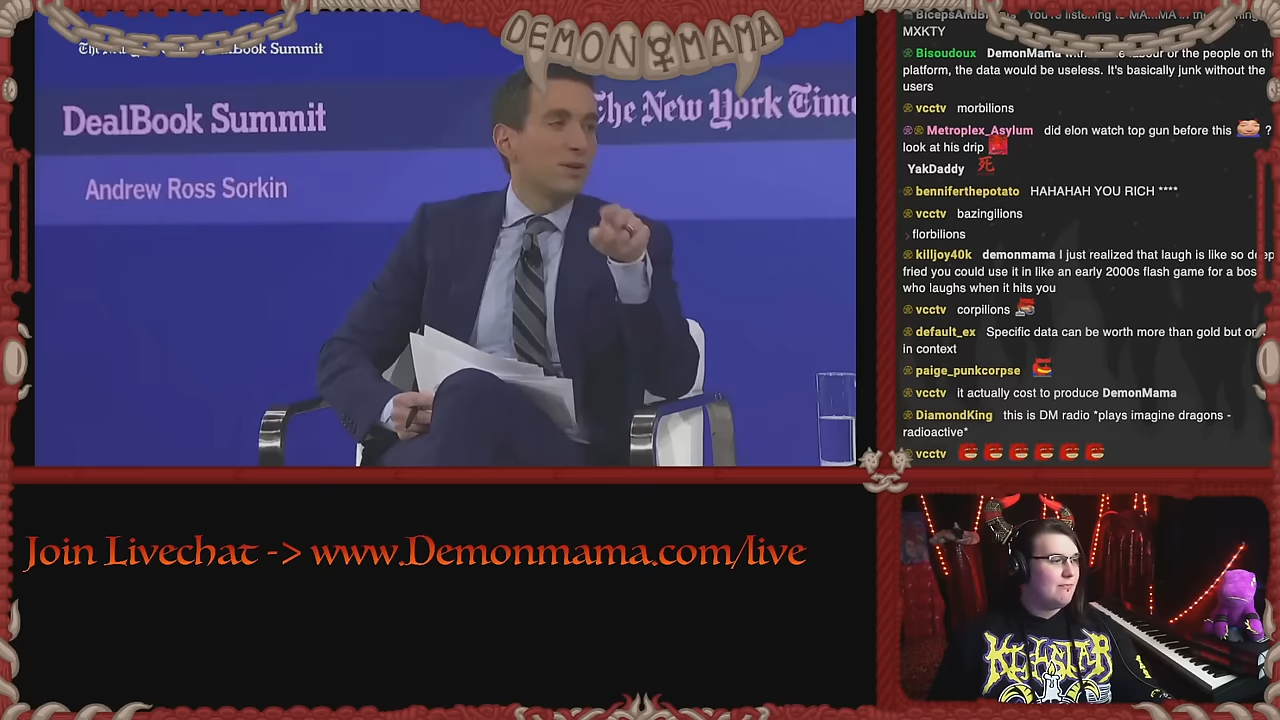 DEMON MAMA
DealBook Summit
The New York Time
Andrew Ross Sorkin
MXKTY
Bisoudoux DemonMama
platform, the data would be useless. It's basically junk without the
users
vcctv morbilions
Metroplex_Asylum did elon watch top gun before this ?
look at his drip
YakDaddy 死
benniferthepotato HAHAHAH YOU RICH ****
vcctv bazingllions
florbilions
killjoy40k demonmama I just realized that laugh is like so deep
fried you could use it in like an early 2000s flash game for a bos
who laughs when it hits you
vcctv corpilions
default_ex Specific data can be worth more than gold but
in context
paige_punkcorpse
vcctv it actually cost to produce DemonMama
DiamondKing this is DM radio *plays imagine dragons -
radioactive*
vcctv
Join Livechat -> www.Demonmama.com/live